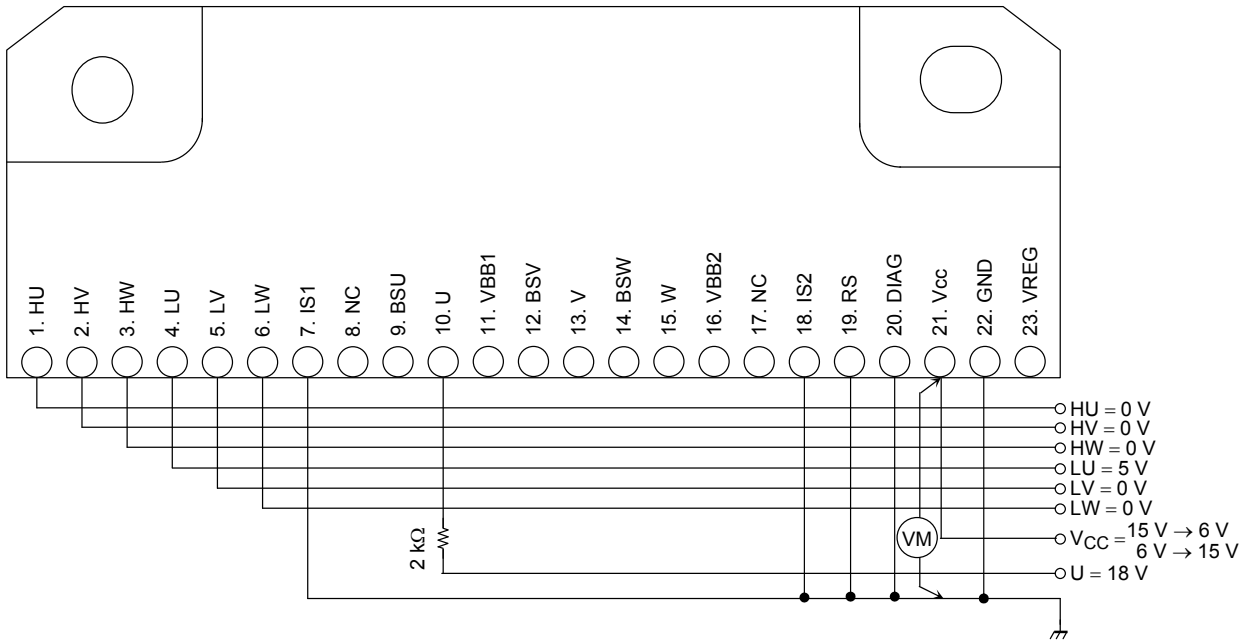 1. HU
2. HV
3. HW
4. LU
5. LV
6. LW
7. IS1
8. NC
9. BSU
10. U
11. VBB1
12. BSV
13. V
14. BSW
15. W
16. VBB2
17. NC
18. IS2
19. RS
20. DIAG
21. Vcc
22. GND
23. VREG
HU = 0 V
HV = 0 V
HW = 0 V
LU = 5 V
LV = 0 V
LW = 0 V
2 kΩ
VM
VCC = 15 V → 6 V
6 V → 15 V
U = 18 V